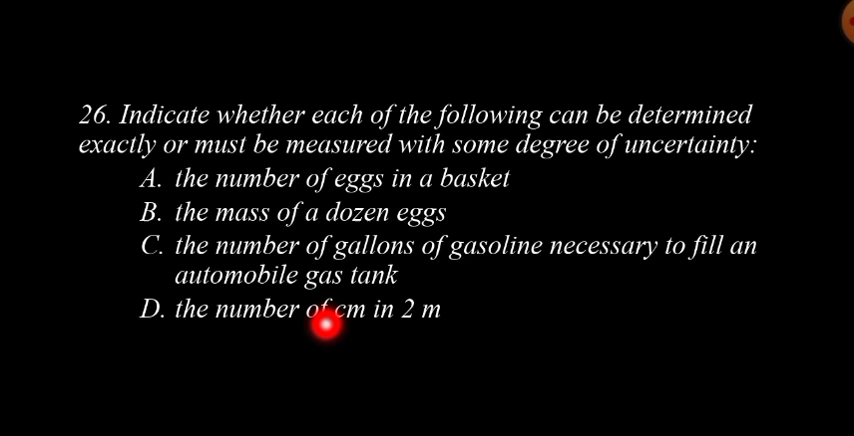 26. Indicate whether each of the following can be determined
exactly or must be measured with some degree of uncertainty:
A. the number of eggs in a basket
B. the mass of a dozen eggs
C. the number of gallons of gasoline necessary to fill an
automobile gas tank
D. the number of cm in 2 m